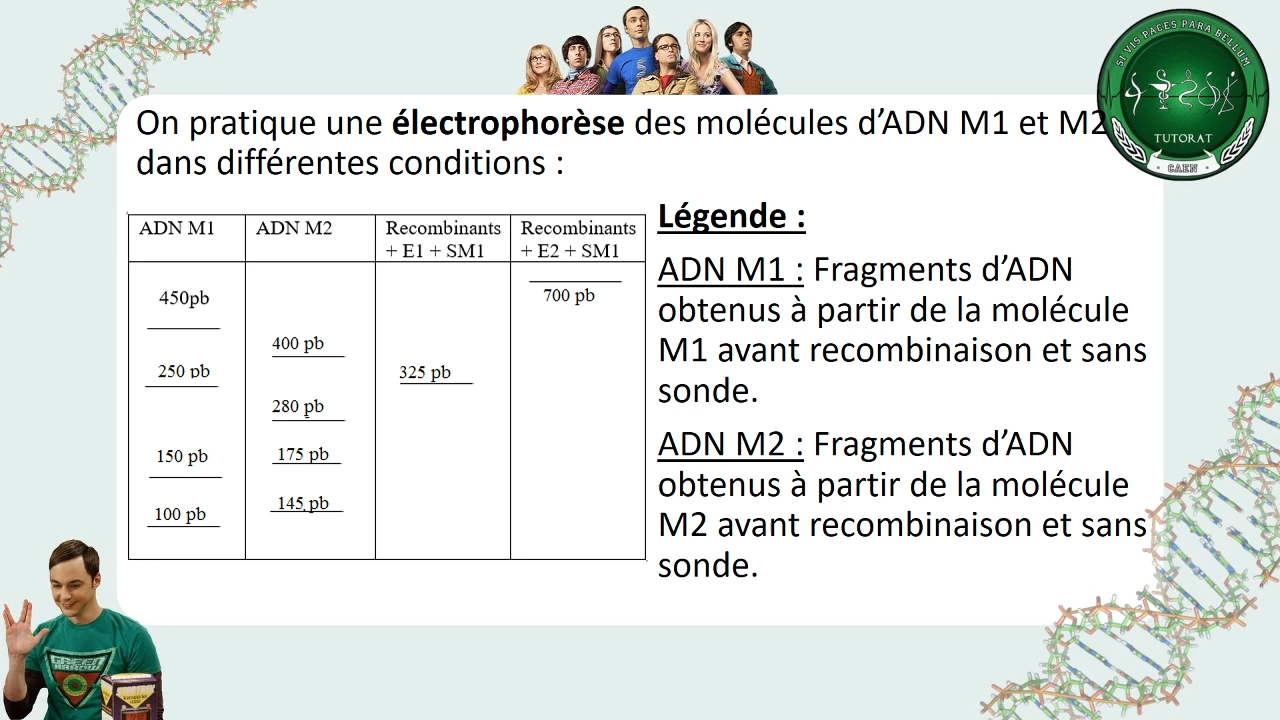 SI VIS PACES PARA BELLUM
TUTORAT
CAEN
On pratique une électrophorèse des molécules d’ADN M1 et M2
dans différentes conditions :
ADN M1
ADN M2
Recombinants
+ E1 + SM1
Recombinants
+ E2 + SM1
450pb
250 pb
150 pb
100 pb
400 pb
280 pb
175 pb
145 pb
325 pb
700 pb
Légende :
ADN M1 : Fragments d’ADN
obtenus à partir de la molécule
M1 avant recombinaison et sans
sonde.
ADN M2 : Fragments d’ADN
obtenus à partir de la molécule
M2 avant recombinaison et sans
sonde.
GREEN